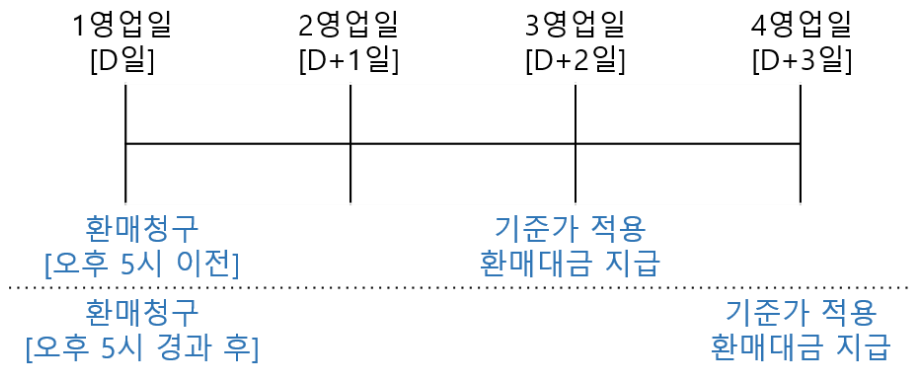 1영업일 2영업일 3영업일 4영업일
[D일] [D+1일] [D+2일] [D+3일]
환매청구 기준가 적용
[오후 5시 이전] 환매대금 지급
환매청구 기준가 적용
[오후 5시 경과 후] 환매대금 지급